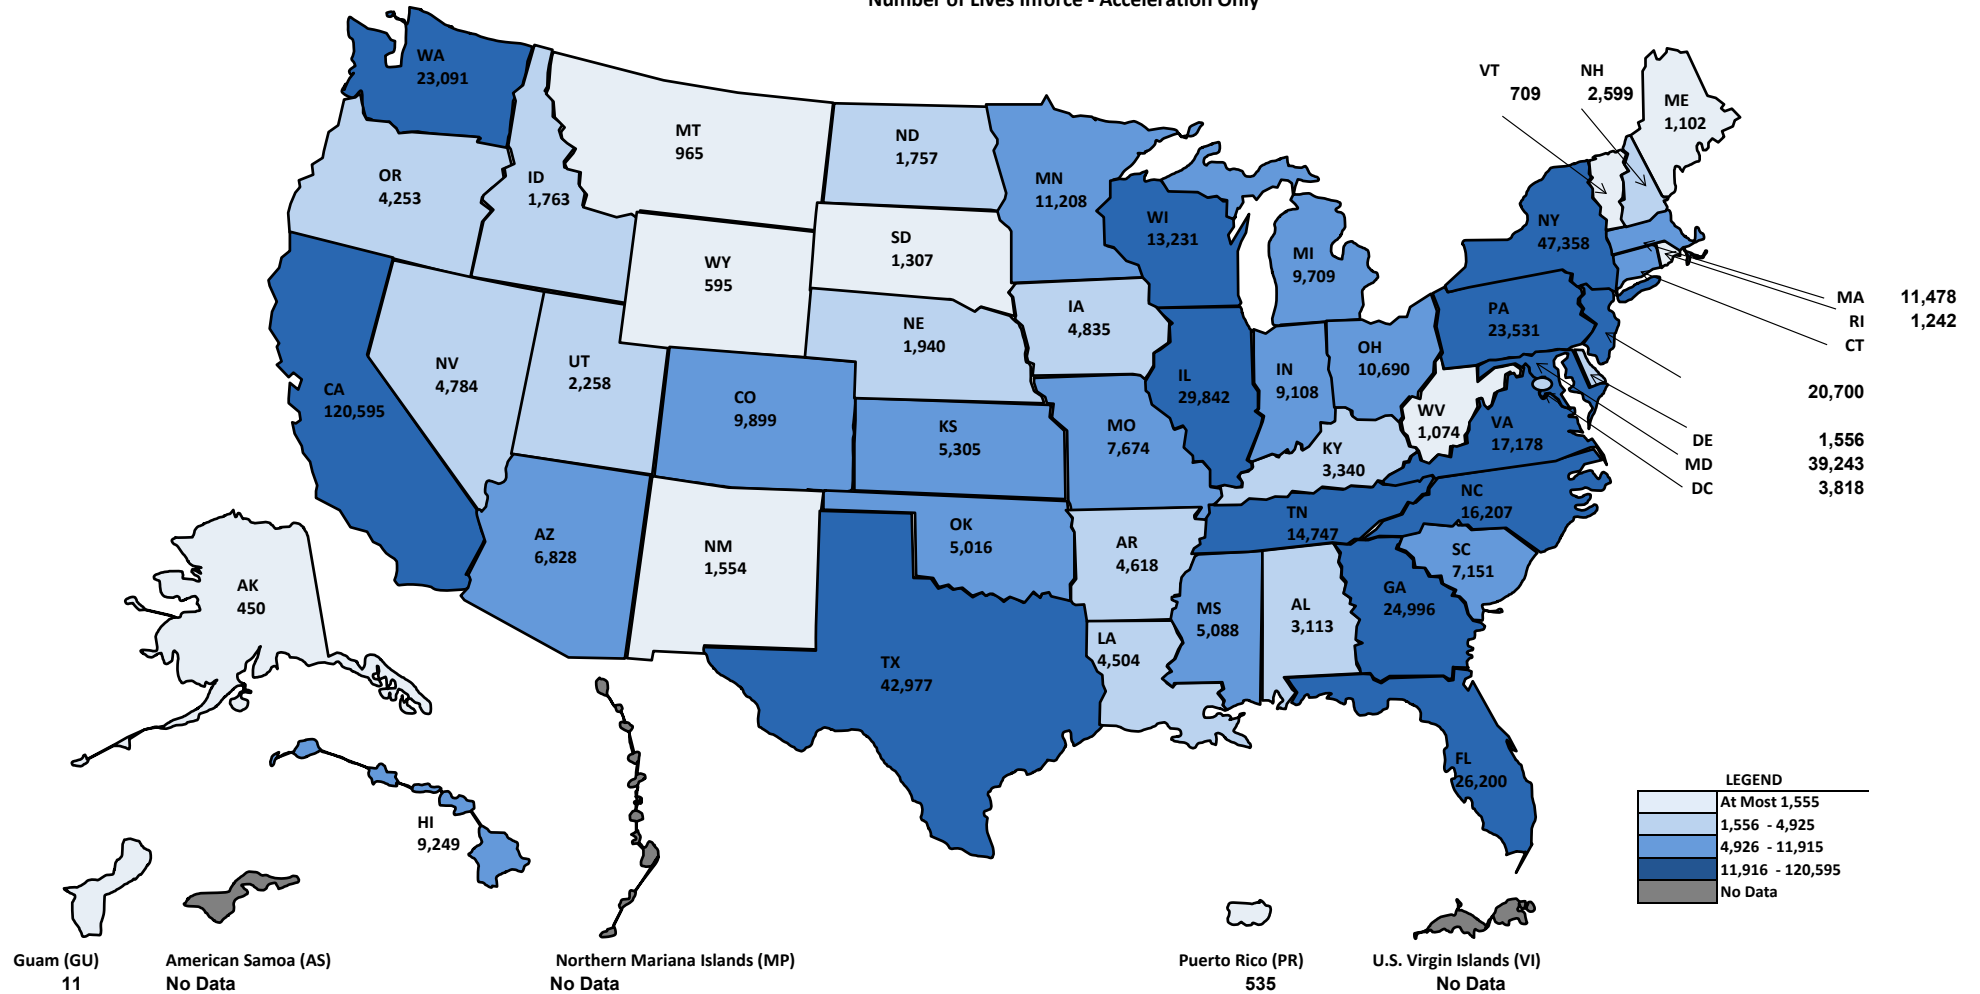 Number of Lives Inforce - Acceleration Only
WA
23,091
MT
965
ND
1,757
MN
11,208
VT
709
NH
2,599
ME
1,102
OR
4,253
ID
1,763
SD
1,307
WI
13,231
MI
9,709
NY
47,358
WY
595
IA
4,835
NE
1,940
PA
23,531
MA 11,478
RI 1,242
CT
NV
4,784
UT
2,258
CO
9,899
CA
120,595
KS
5,305
MO
7,674
IL
29,842
IN
9,108
OH
10,690
WV
1,074
VA
17,178
KY
3,340
20,700
DE 1,556
MD 39,243
DC 3,818
AZ
6,828
NM
1,554
OK
5,016
AR
4,618
TN
14,747
NC
16,207
SC
7,151
AK
450
TX
42,977
LA
4,504
MS
5,088
AL
3,113
GA
24,996
FL
26,200
HI
9,249
LEGEND
At Most 1,555
1,556 - 4,925
4,926 - 11,915
11,916 - 120,595
No Data
Guam (GU)
11
American Samoa (AS)
No Data
Northern Mariana Islands (MP)
No Data
Puerto Rico (PR)
535
U.S. Virgin Islands (VI)
No Data